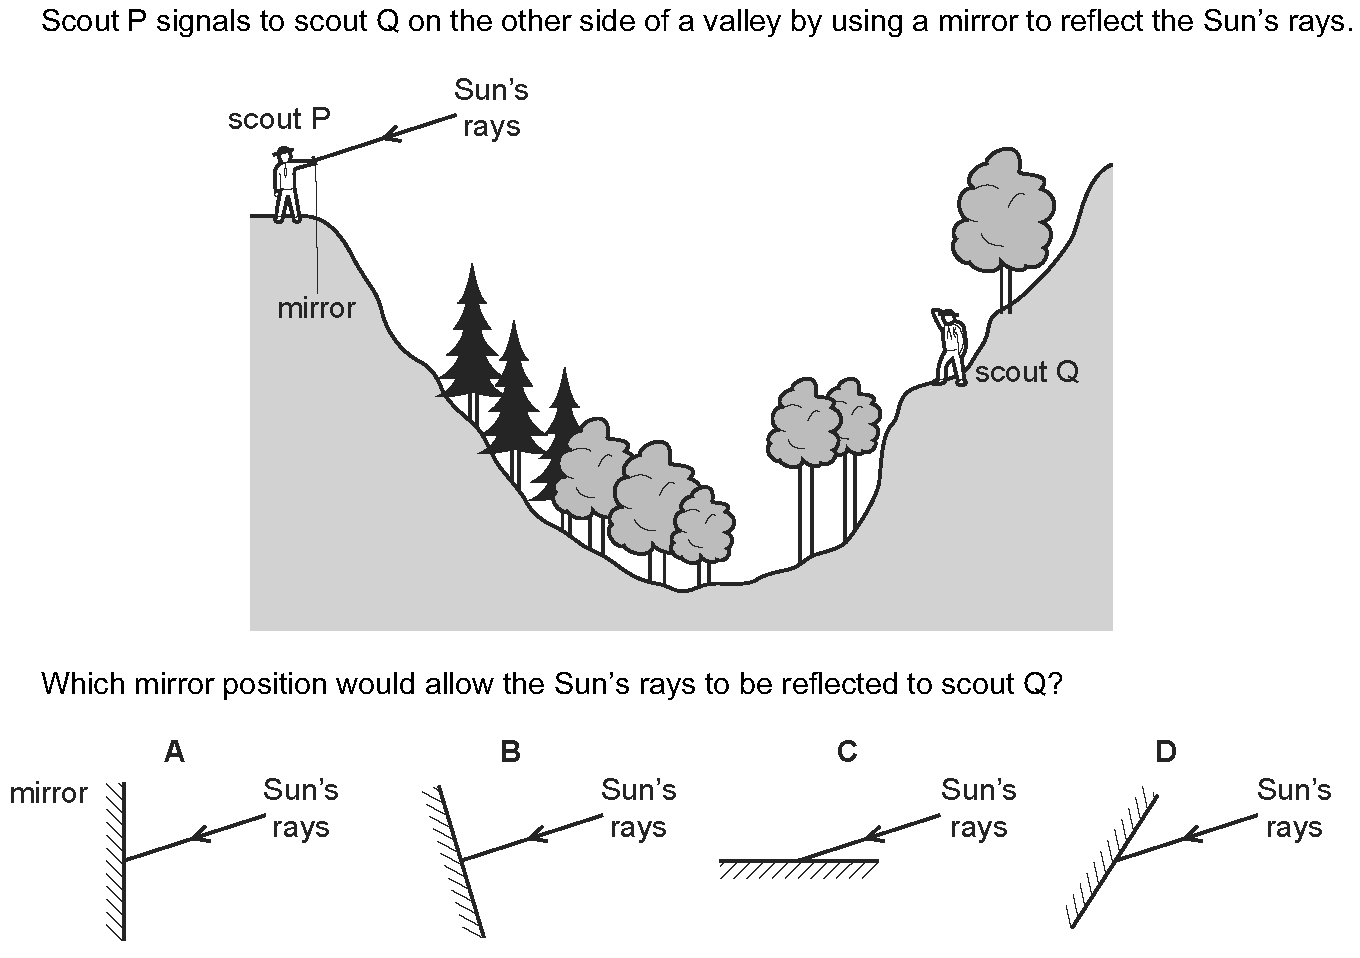 Scout P signals to scout Q on the other side of a valley by using a mirror to reflect the Sun’s rays.
Sun’s
rays
scout P
mirror
scout Q
Which mirror position would allow the Sun’s rays to be reflected to scout Q?
A
B
C
D
mirror
Sun’s
rays
Sun’s
rays
Sun’s
rays
Sun’s
rays